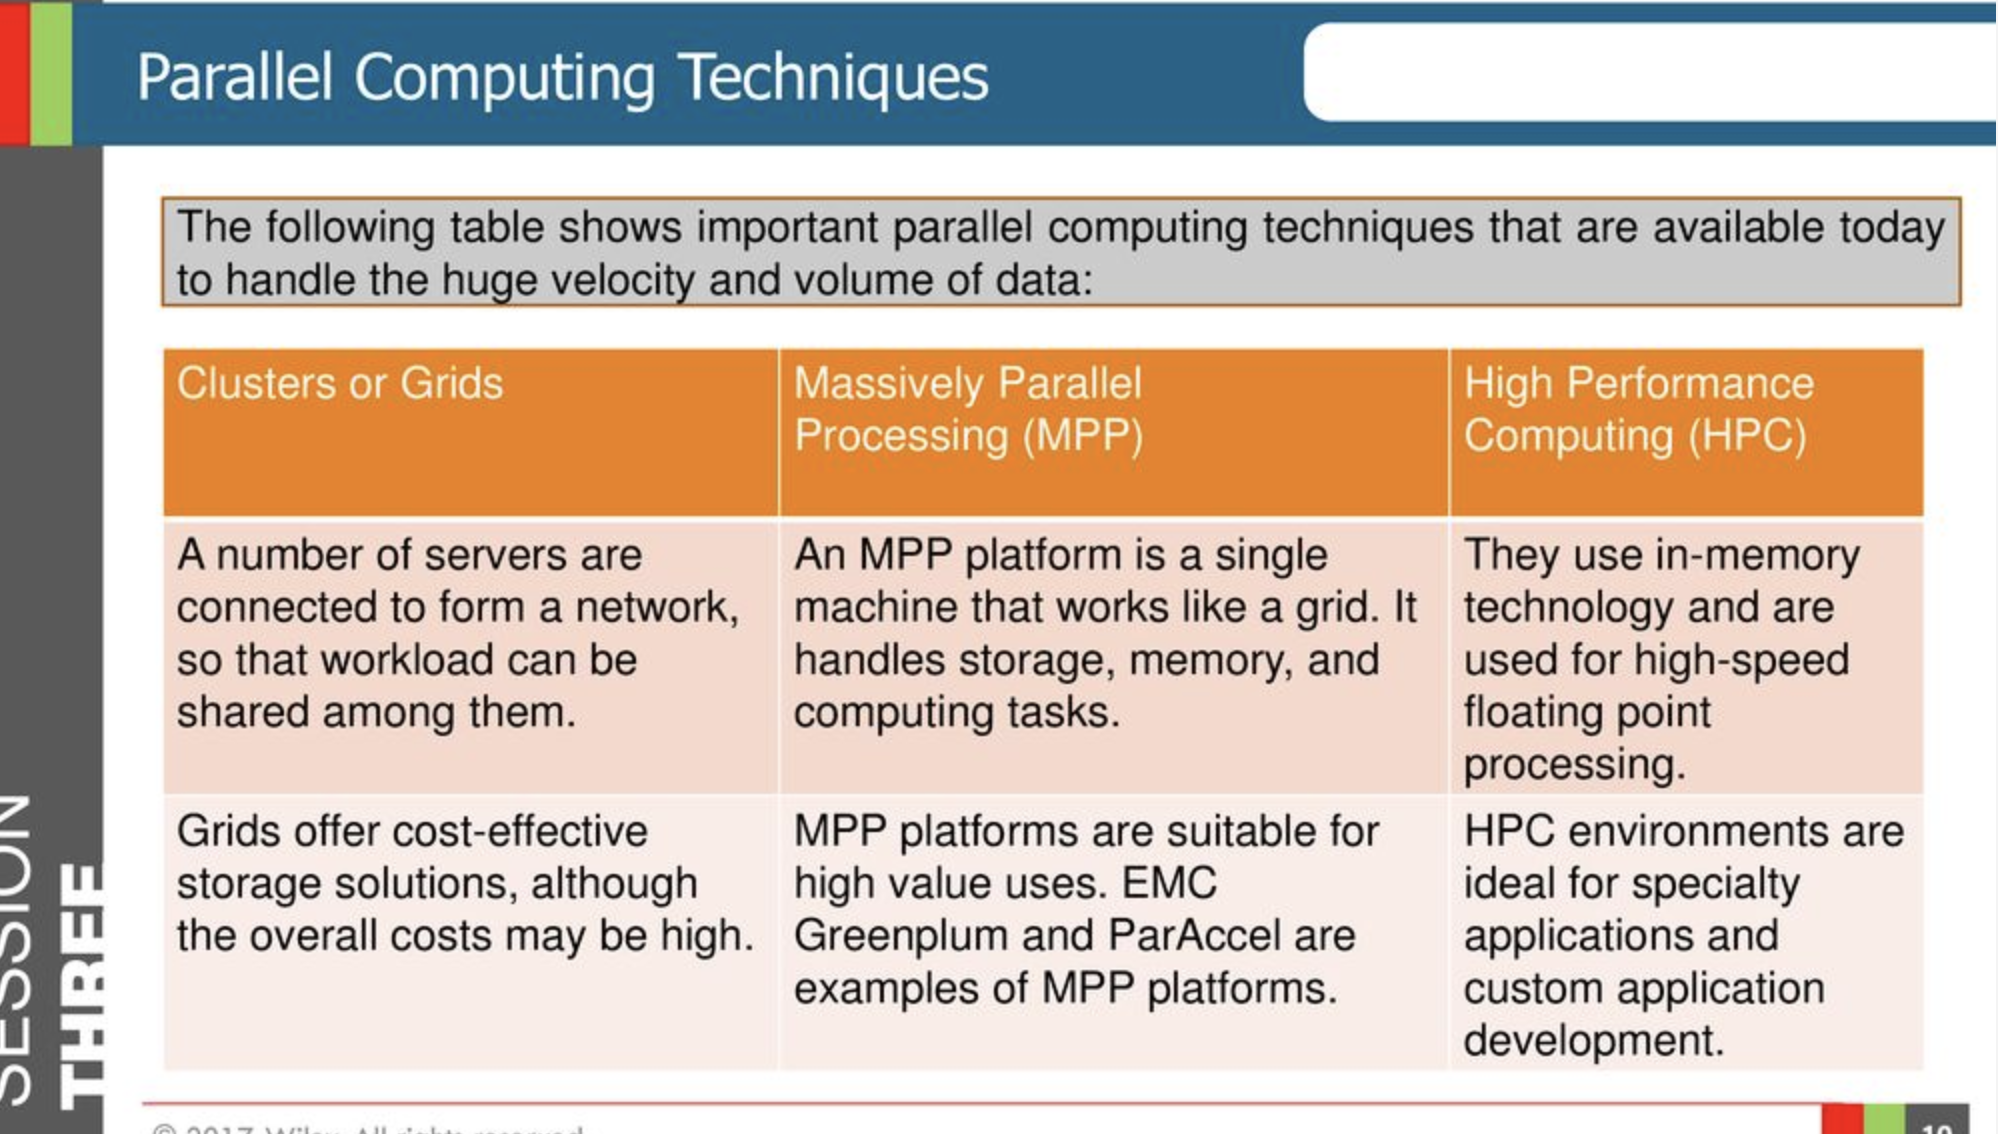 Parallel Computing Techniques
The following table shows important parallel computing techniques that are available today
to handle the huge velocity and volume of data:
Clusters or Grids
Massively Parallel
Processing (MPP)
High Performance
Computing (HPC)
A number of servers are
connected to form a network,
so that workload can be
shared among them.
An MPP platform is a single
machine that works like a grid. It
handles storage, memory, and
computing tasks.
They use in-memory
technology and are
used for high-speed
floating point
processing.
Grids offer cost-effective
storage solutions, although
the overall costs may be high.
MPP platforms are suitable for
high value uses. EMC
Greenplum and ParAccel are
examples of MPP platforms.
HPC environments are
ideal for specialty
applications and
custom application
development.
SESSION
THREE
© 2017 Wiley. All rights reserved